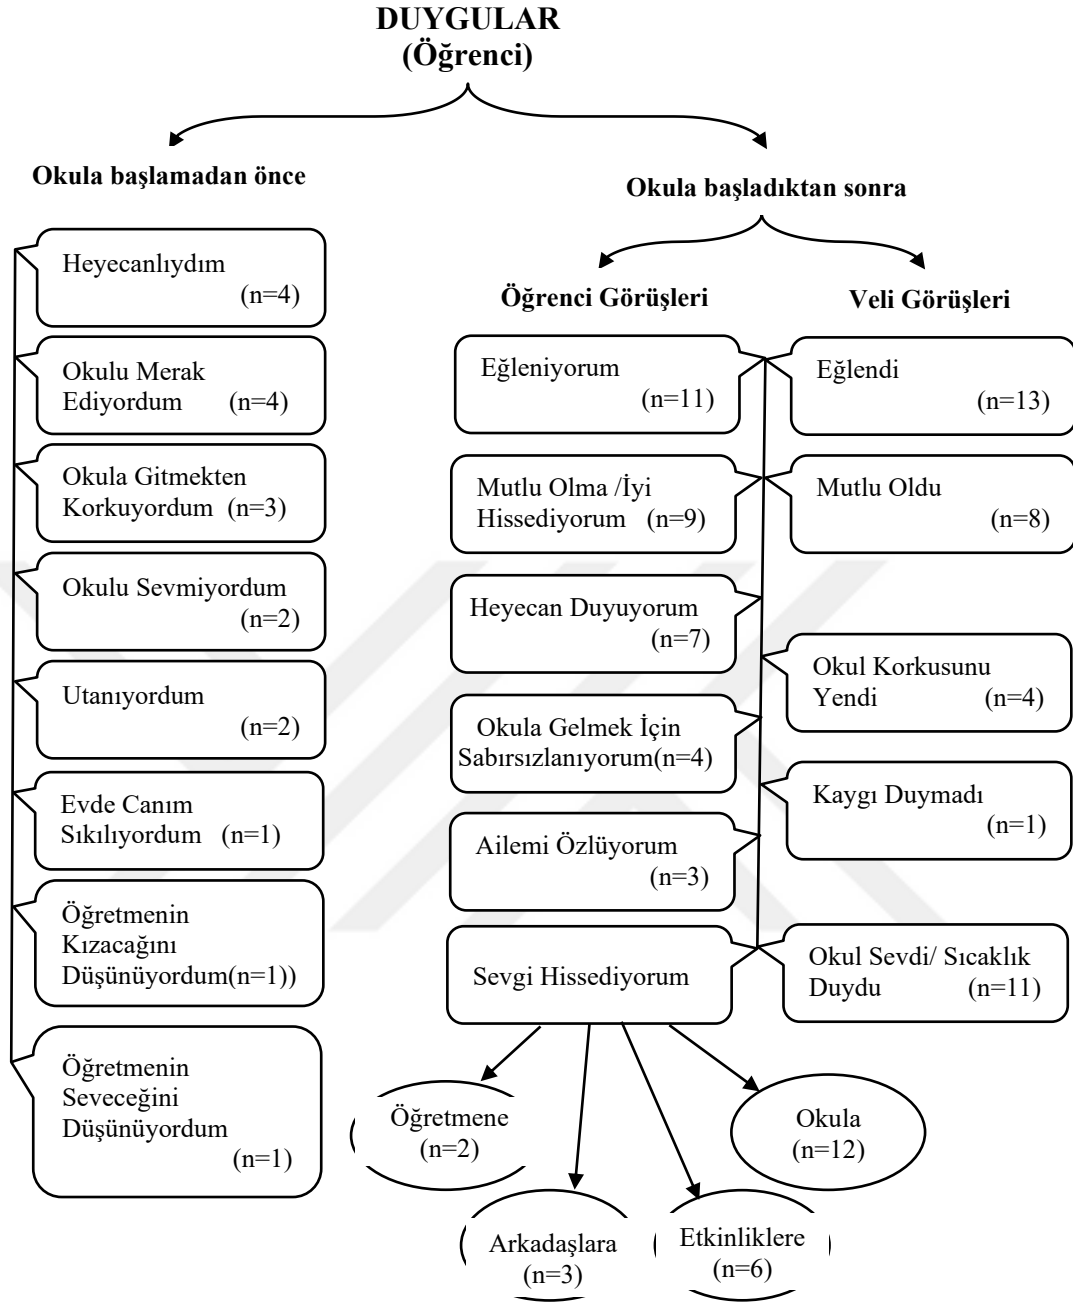 DUYGULAR
(Öğrenci)
Okula başlamadan önce
Heyecanlıydım
(n=4)
Okulu Merak
Ediyordum (n=4)
Okula Gitmekten
Korkuyordum (n=3)
Okulu Sevmiyordum
(n=2)
Utanıyordum
(n=2)
Evde Canım
Sıkılıyordum (n=1)
Öğretmenin
Kızacağını
Düşünüyordum(n=1))
Öğretmenin
Seveceğini
Düşünüyordum
(n=1)
Okula başladıktan sonra
Öğrenci Görüşleri
Eğleniyorum
(n=11)
Mutlu Olma /İyi
Hissediyorum (n=9)
Heyecan Duyuyorum
(n=7)
Okula Gelmek İçin
Sabırsızlanıyorum(n=4)
Ailemi Özlüyorum
(n=3)
Sevgi Hissediyorum
Öğretmene
(n=2)
Arkadaşlara
(n=3)
Etkinliklere
(n=6)
Okula
(n=12)
Veli Görüşleri
Eğlendi
(n=13)
Mutlu Oldu
(n=8)
Okul Korkusunu
Yendi (n=4)
Kaygı Duymadı
(n=1)
Okul Sevdi/ Sıcaklık
Duydu (n=11)